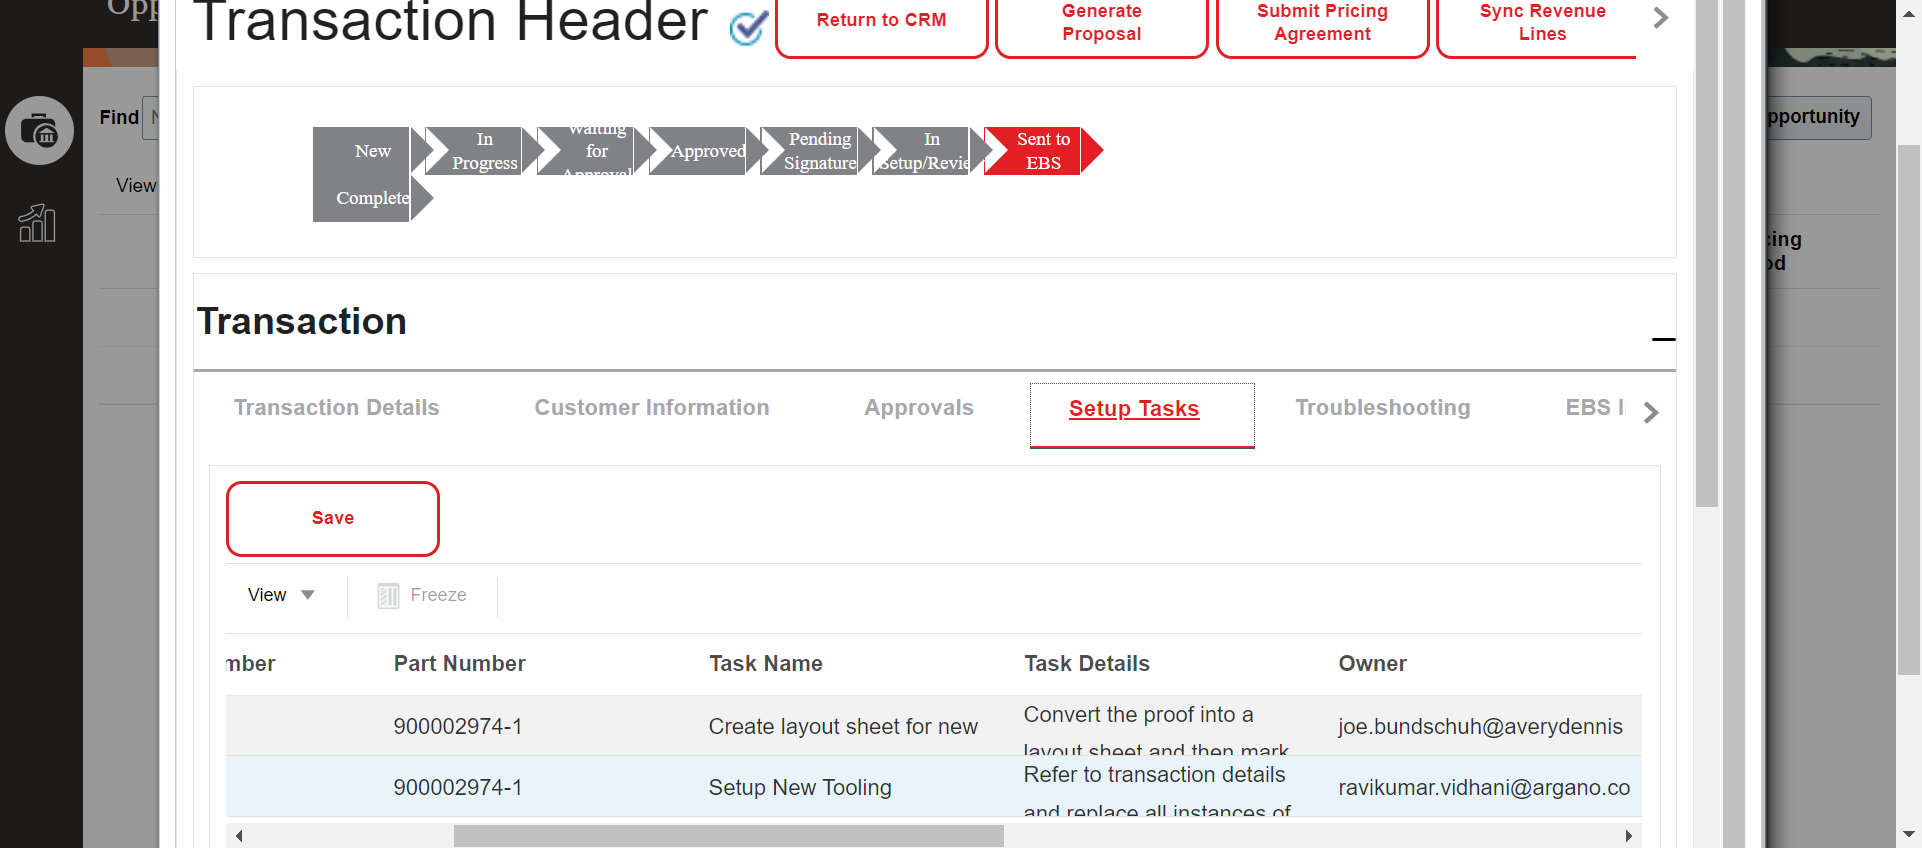 Opp
Transaction Header
Return to CRM
Generate
Proposal
Submit Pricing
Agreement
Sync Revenue
Lines
Find
pportunity
View
New
In
Progress
Waiting
for
Approval
Approved
Pending
Signature
In
Setup/Revie
Sent to
EBS
Complete
cing
od
Transaction
Transaction Details
Customer Information
Approvals
Setup Tasks
Troubleshooting
EBS I
Save
View
Freeze
mber
Part Number
Task Name
Task Details
Owner
900002974-1
Create layout sheet for new
Convert the proof into a
layout sheet and then mark
joe.bundschuh@averydennis
900002974-1
Setup New Tooling
Refer to transaction details
and replace all instances of
ravikumar.vidhani@argano.co